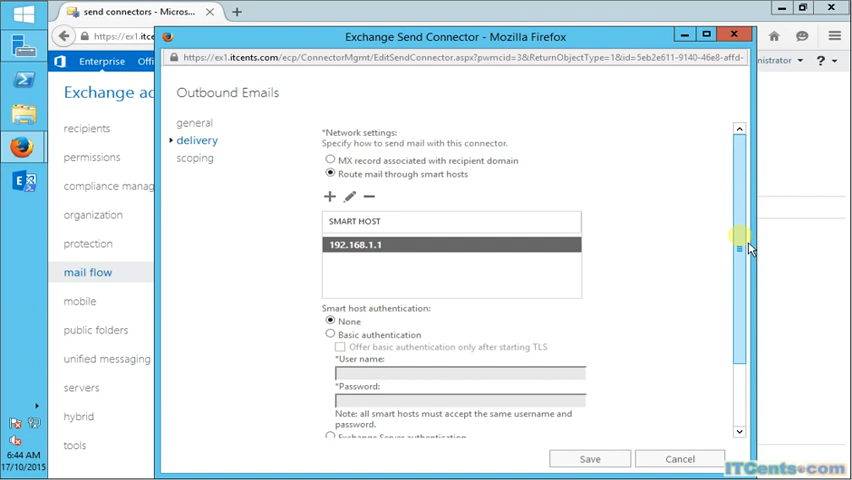 send connectors - Micros...
Exchange Send Connector - Mozilla Firefox
https://ex1.itce
https://ex1.itcents.com/ecp/ConnectorMgmt/EditSendConnector.aspx?pwmcid=3&ReturnObjectType=1&id=5eb2e611-9140-46e8-affd-
Enterprise
Offi
ministrator
?
Exchange ad
recipients
permissions
compliance manag
organization
protection
mail flow
mobile
public folders
unified messaging
servers
hybrid
tools
Outbound Emails
general
delivery
scoping
*Network settings:
Specify how to send mail with this connector.
MX record associated with recipient domain
Route mail through smart hosts
SMART HOST
192.168.1.1
Smart host authentication:
None
Basic authentication
Offer basic authentication only after starting TLS
*User name:
*Password:
Note: all smart hosts must accept the same username and
password.
Exchange Server authentication
Save
Cancel
6:44 AM
17/10/2015
ITCents.com